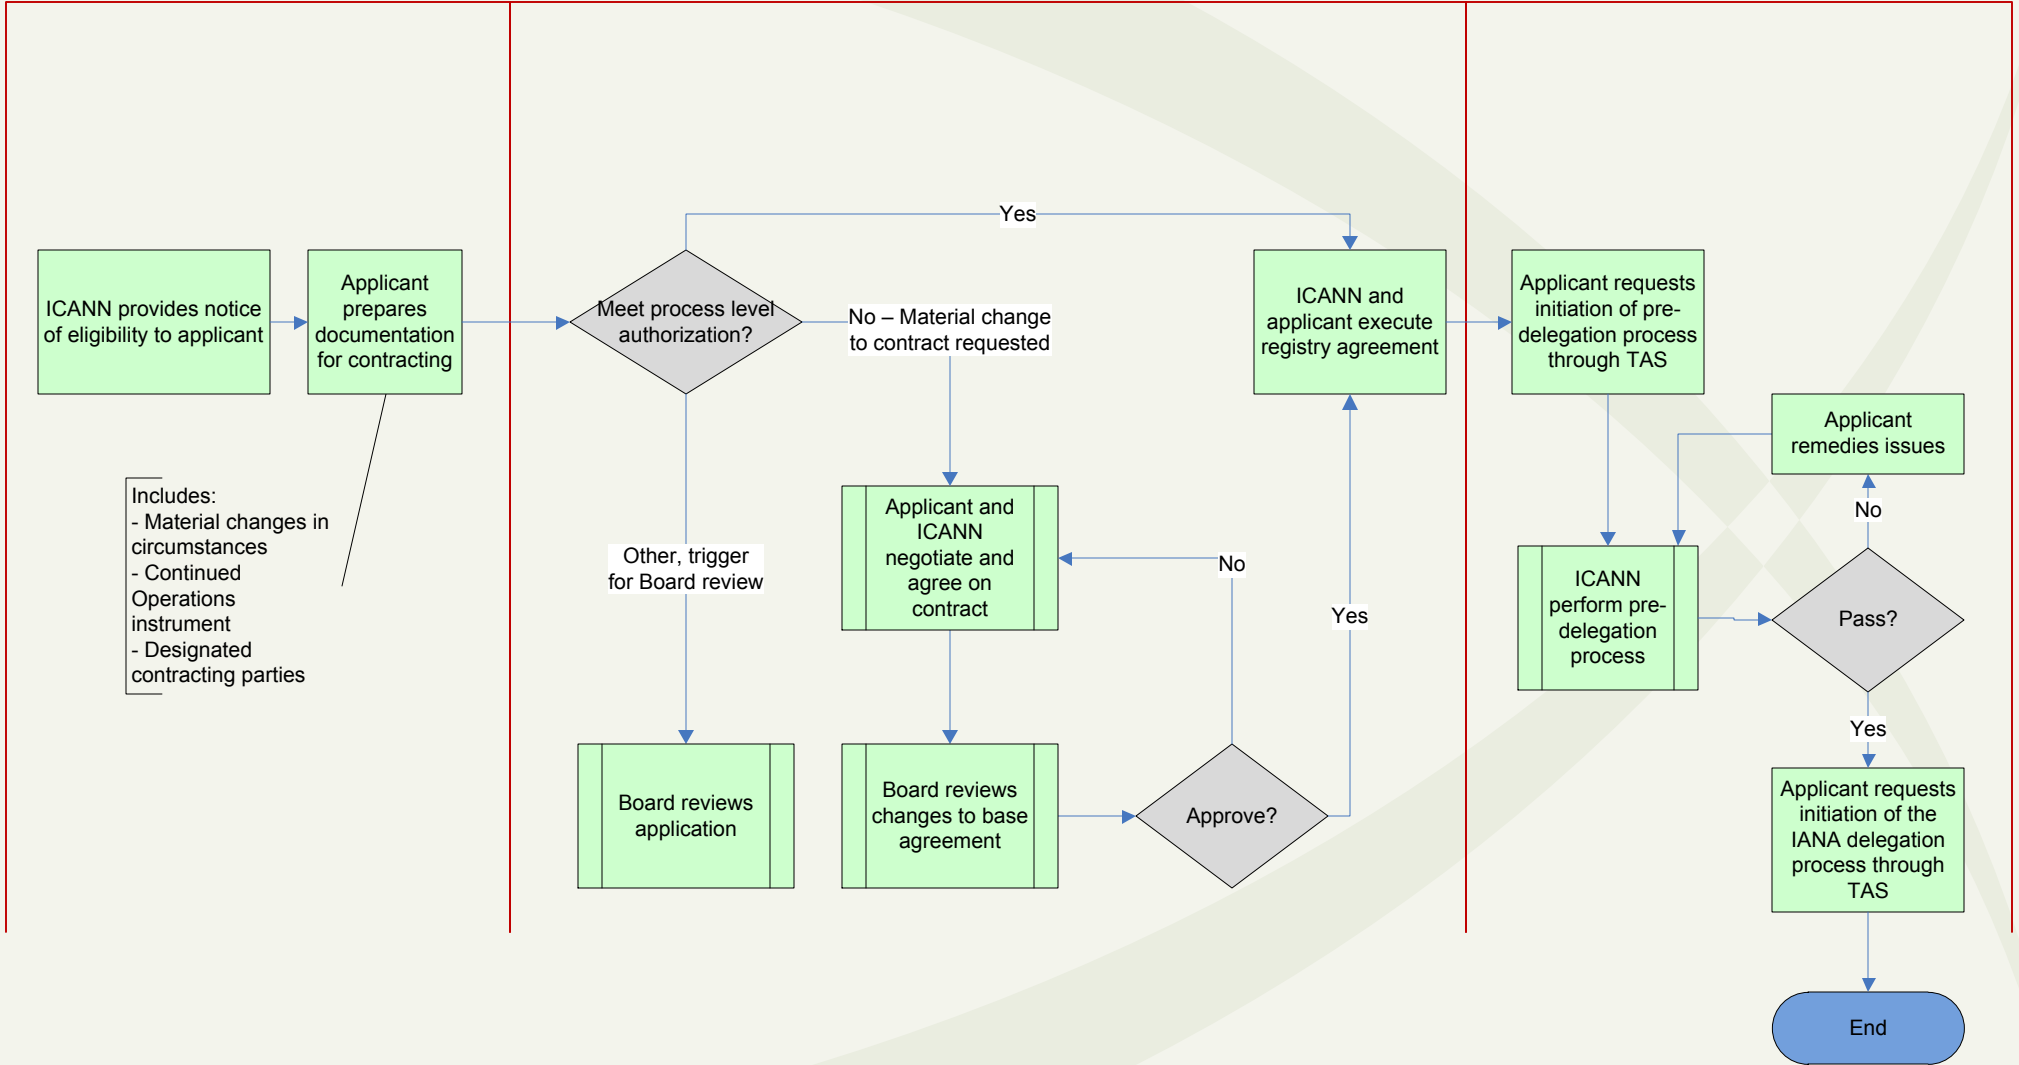 ICANN provides notice
of eligibility to applicant
Applicant
prepares
documentation
for contracting
Includes:
- Material changes in
circumstances
- Continued
Operations
instrument
- Designated
contracting parties
Meet process level
authorization?
Yes
No – Material change
to contract requested
Other, trigger
for Board review
Board reviews
application
Applicant and
ICANN
negotiate and
agree on
contract
Board reviews
changes to base
agreement
Approve?
No
Yes
ICANN and
applicant execute
registry agreement
Applicant requests
initiation of pre-
delegation process
through TAS
ICANN
perform pre-
delegation
process
Pass?
No
Applicant
remedies issues
Yes
Applicant requests
initiation of the
IANA delegation
process through
TAS
End